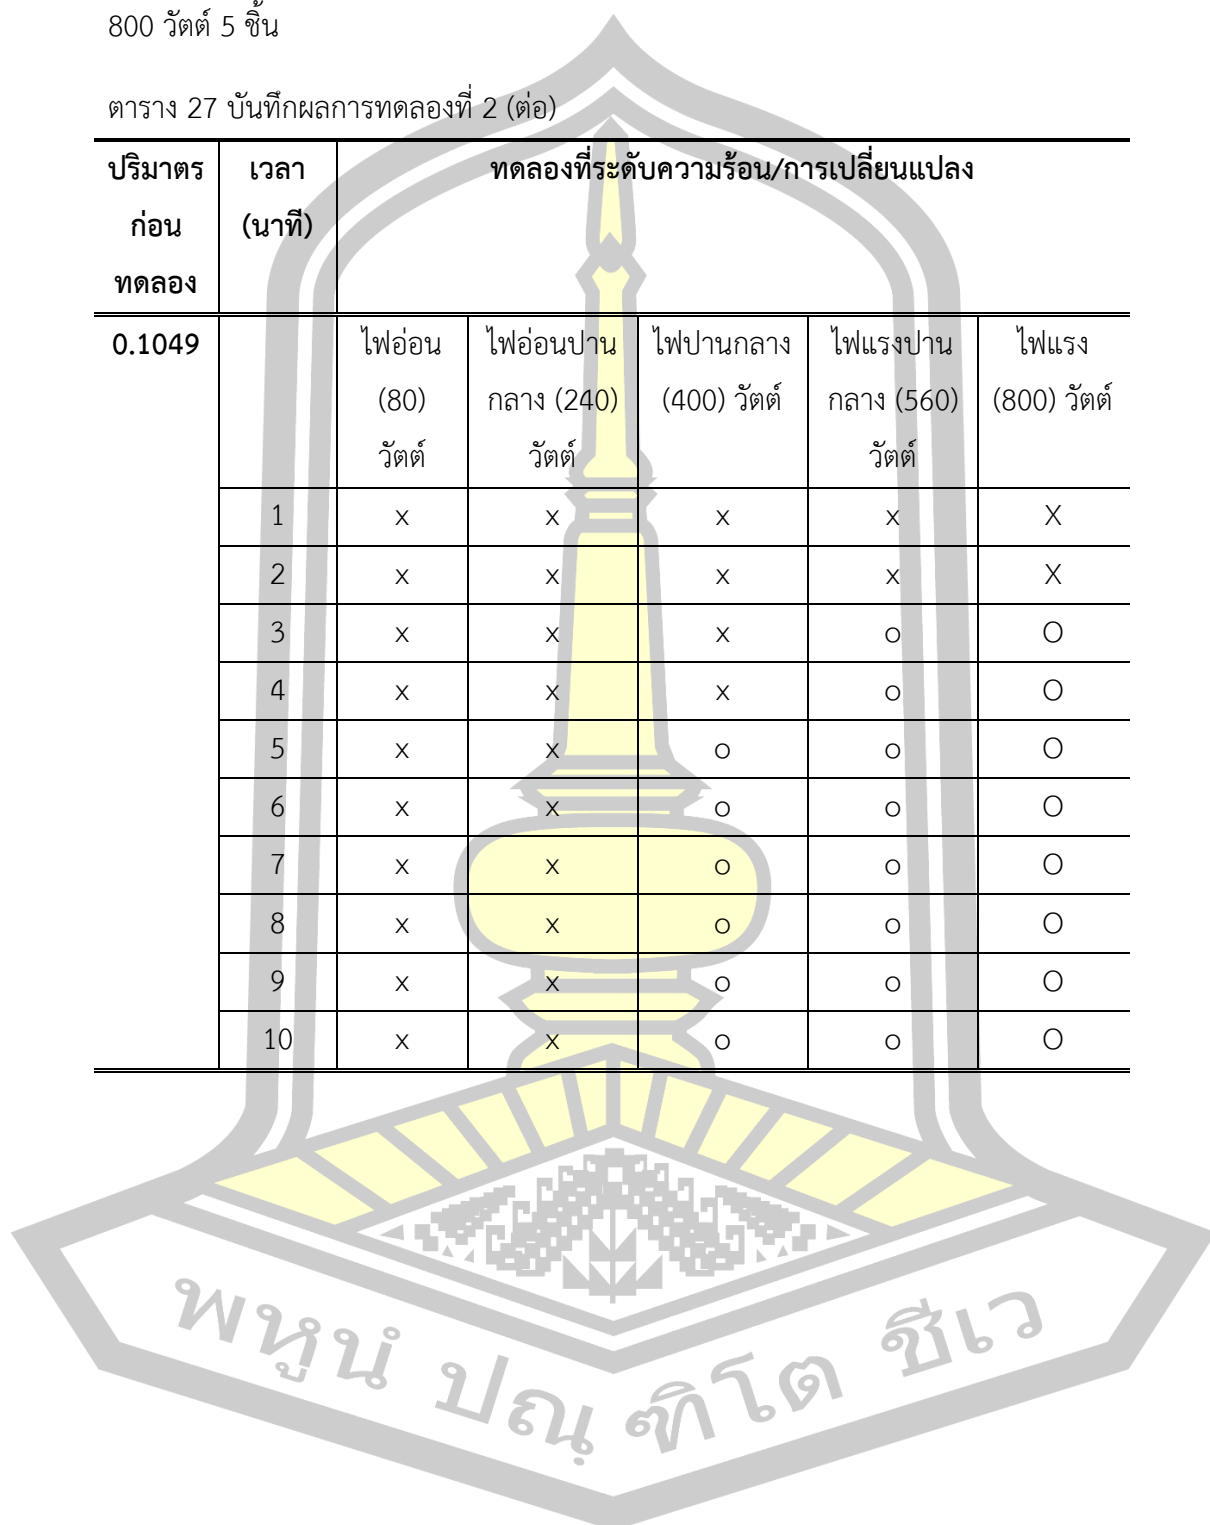 800 วัตต์ 5 ชิ้น
ตาราง 27 บันทึกผลการทดลองที่ 2 (ต่อ)
ปริมาตร ก่อน ทดลอง เวลา (นาที) ทดลองที่ระดับความร้อน/การเปลี่ยนแปลง
0.1049 ไฟอ่อน (80) วัตต์ ไฟอ่อนปาน กลาง (240) วัตต์ ไฟปานกลาง (400) วัตต์ ไฟแรงปาน กลาง (560) วัตต์ ไฟแรง (800) วัตต์
1 x x x x X
2 x x x x X
3 x x x o O
4 x x x o O
5 x x o o O
6 x x o o O
7 x x o o O
8 x x o o O
9 x x o o O
10 x x o o O
พหูนํ ปณฺฑิโต ชีเว